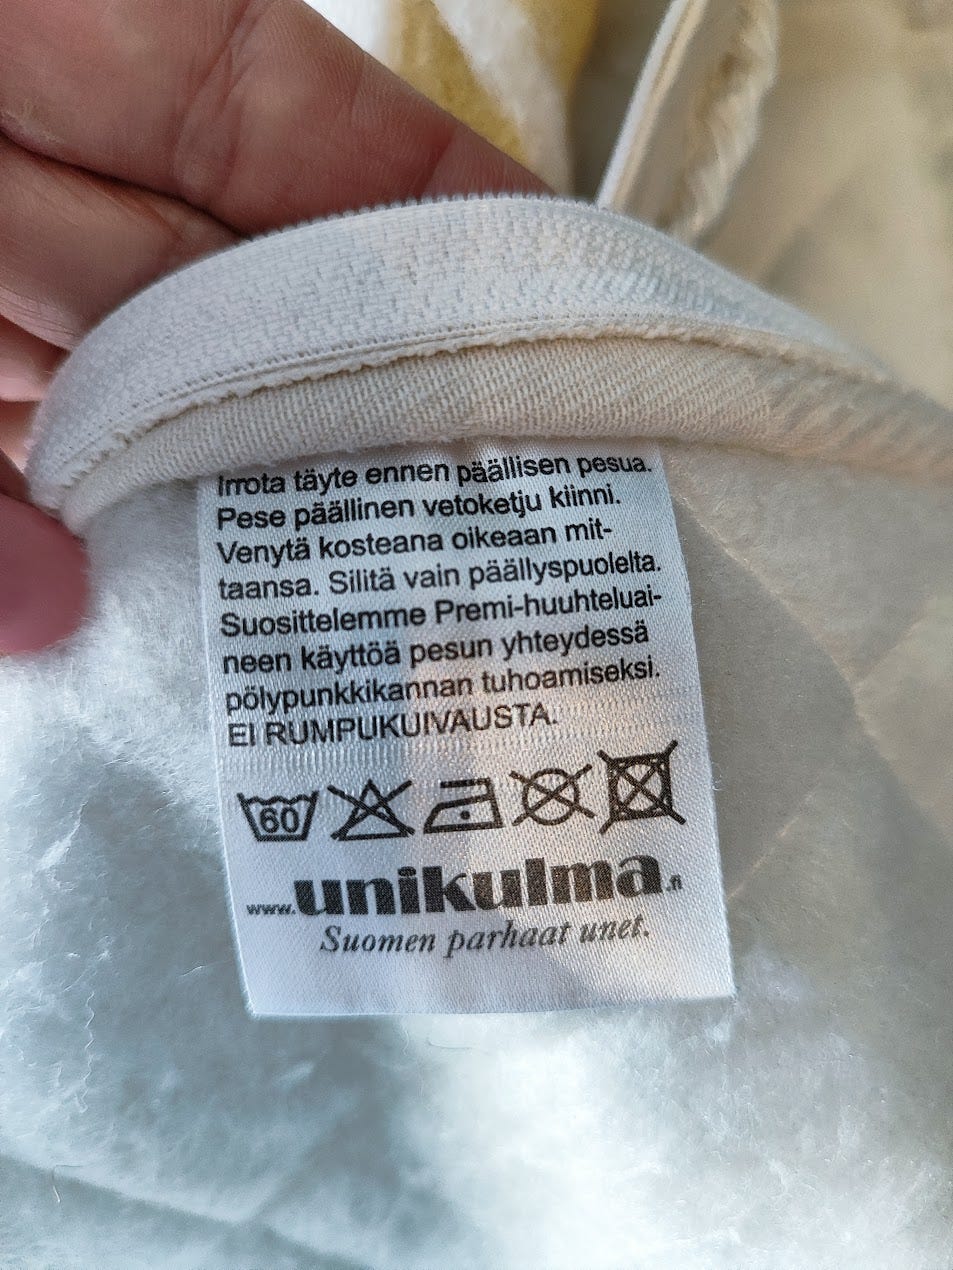 Irrota täyte ennen päällisen pesua.
Pese päällinen vetoketju kiinni.
Venytä kosteana oikeaan mit-
taansa. Silitä vain päällyspuolelta.
Suosittelemme Premi-huuhteluai-
neen käyttöä pesun yhteydessä
pölypunkkikannan tuhoamiseksi.
EI RUMPUKUIVAUSTA.
60
www.unikulma.fi
Suomen parhaat unet.